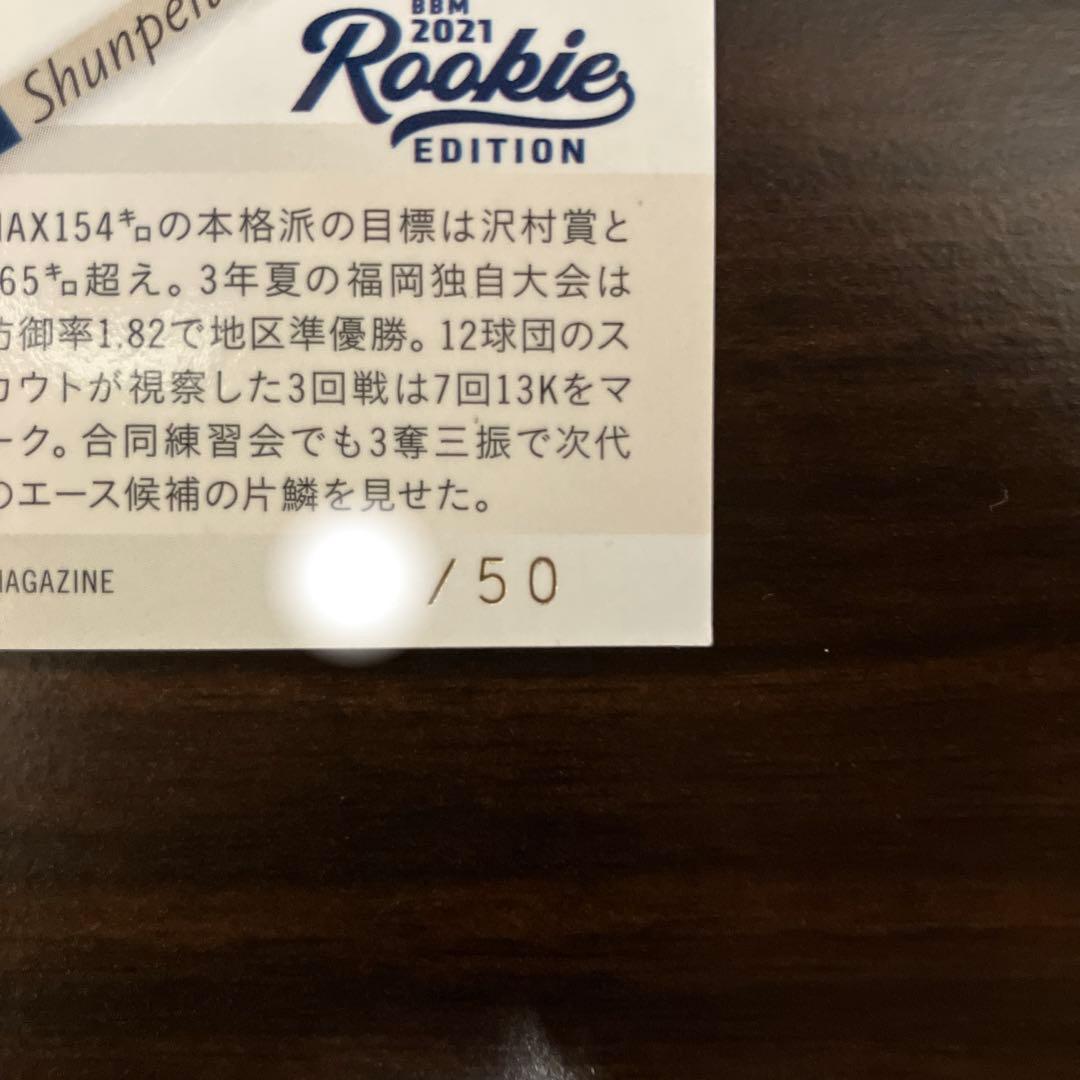 BBM
2021
Rookie
EDITION
Shunpe
MAX154㌔の本格派の目標は沢村賞と
65㌔超え。3年夏の福岡独自大会は
防御率1.82で地区準優勝。12球団のス
カウトが視察した3回戦は7回13Kをマ
ーク。合同練習会でも3奪三振で次代
のエース候補の片鱗を見せた。
MAGAZINE
/50